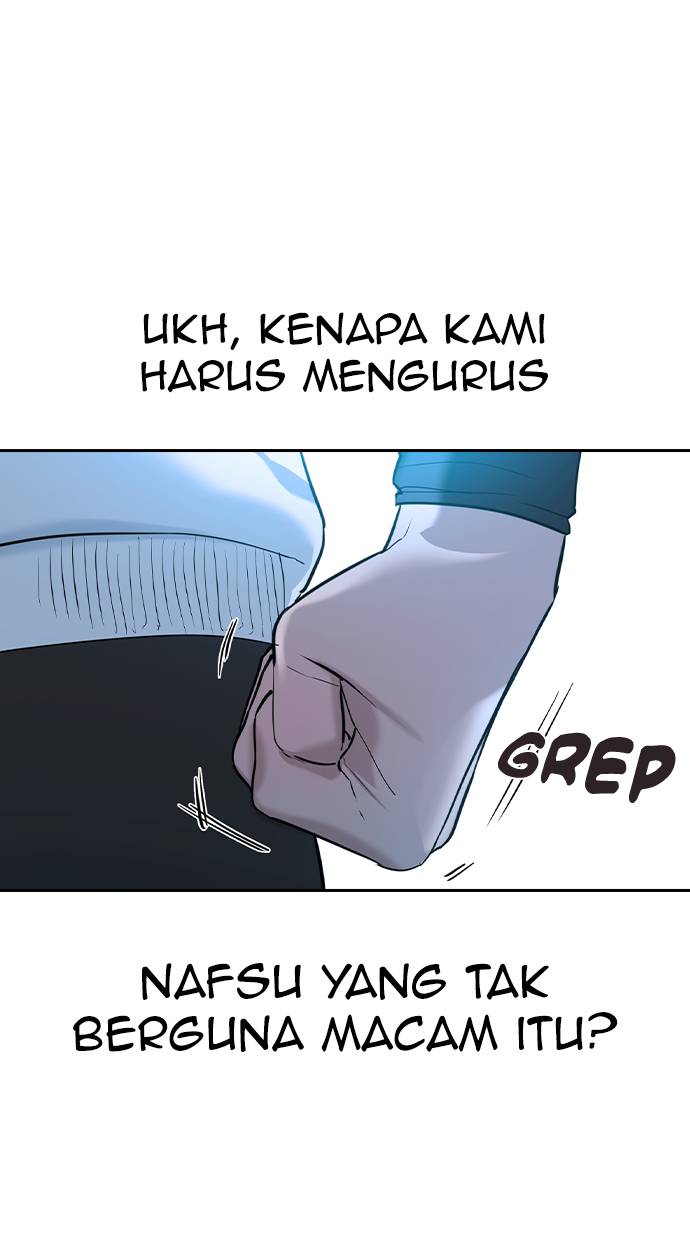 UKH, KENAPA KAMI
HARUS MENGURUS
GREP
NAFSU YANG TAK
BERGUNA MACAM ITU?